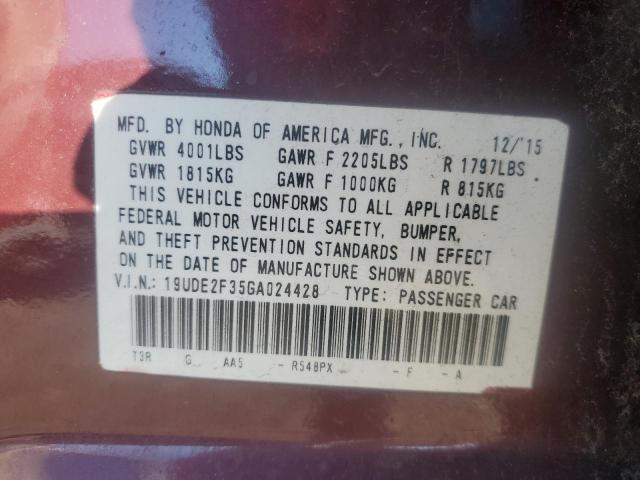 MFD. BY HONDA OF AMERICA MFG., INC. 12/'15
GVWR 4001LBS GAWR F 2205LBS R 1797LBS
GVWR 1815KG GAWR F 1000KG R 815KG
THIS VEHICLE CONFORMS TO ALL APPLICABLE
FEDERAL MOTOR VEHICLE SAFETY, BUMPER,
AND THEFT PREVENTION STANDARDS IN EFFECT
ON THE DATE OF MANUFACTURE SHOWN ABOVE.
V.I.N.: 19UDE2F35GA024428 TYPE: PASSENGER CAR
T3R G AA5 - R548PX - F - A